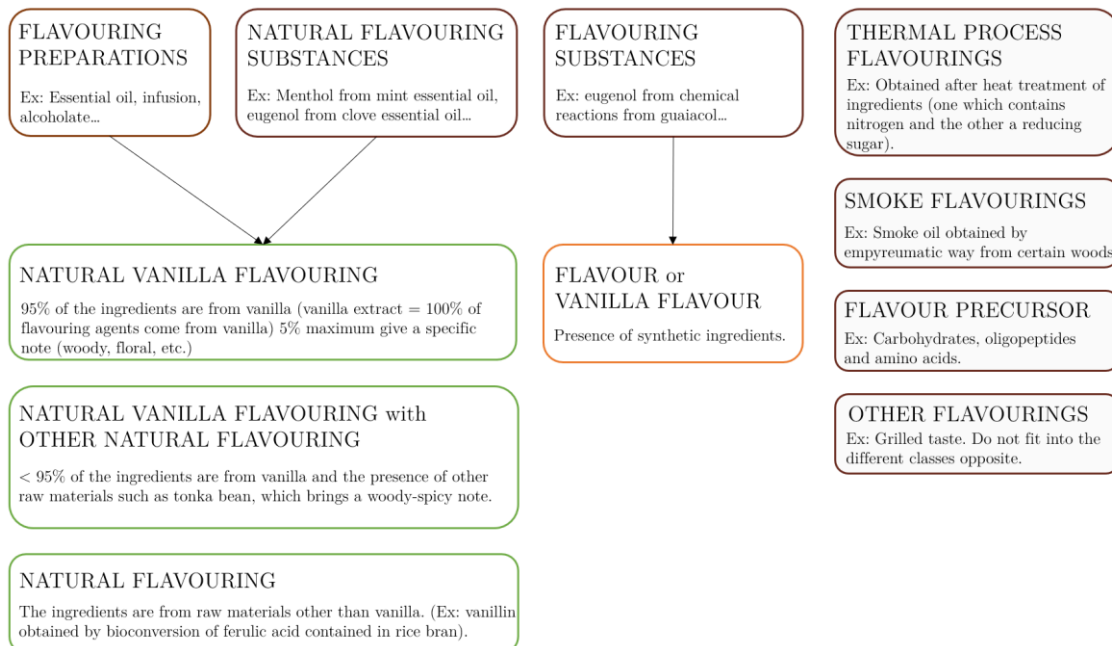 FLAVOURING
PREPARATIONS
Ex: Essential oil, infusion,
alcoholate...
NATURAL FLAVOURING
SUBSTANCES
Ex: Menthol from mint essential oil,
eugenol from clove essential oil...
FLAVOURING
SUBSTANCES
Ex: eugenol from chemical
reactions from guaiacol...
THERMAL PROCESS
FLAVOURINGS
Ex: Obtained after heat treatment of
ingredients (one which contains
nitrogen and the other a reducing
sugar).
SMOKE FLAVOURINGS
Ex: Smoke oil obtained by
empyreumatic way from certain woods
FLAVOUR PRECURSOR
Ex: Carbohydrates, oligopeptides
and amino acids.
OTHER FLAVOURINGS
Ex: Grilled taste. Do not fit into the
different classes opposite.
NATURAL VANILLA FLAVOURING
95% of the ingredients are from vanilla (vanilla extract = 100% of
flavouring agents come from vanilla) 5% maximum give a specific
note (woody, floral, etc.)
FLAVOUR or
VANILLA FLAVOUR
Presence of synthetic ingredients.
NATURAL VANILLA FLAVOURING with
OTHER NATURAL FLAVOURING
< 95% of the ingredients are from vanilla and the presence of other
raw materials such as tonka bean, which brings a woody-spicy note.
NATURAL FLAVOURING
The ingredients are from raw materials other than vanilla. (Ex: vanillin
obtained by bioconversion of ferulic acid contained in rice bran).